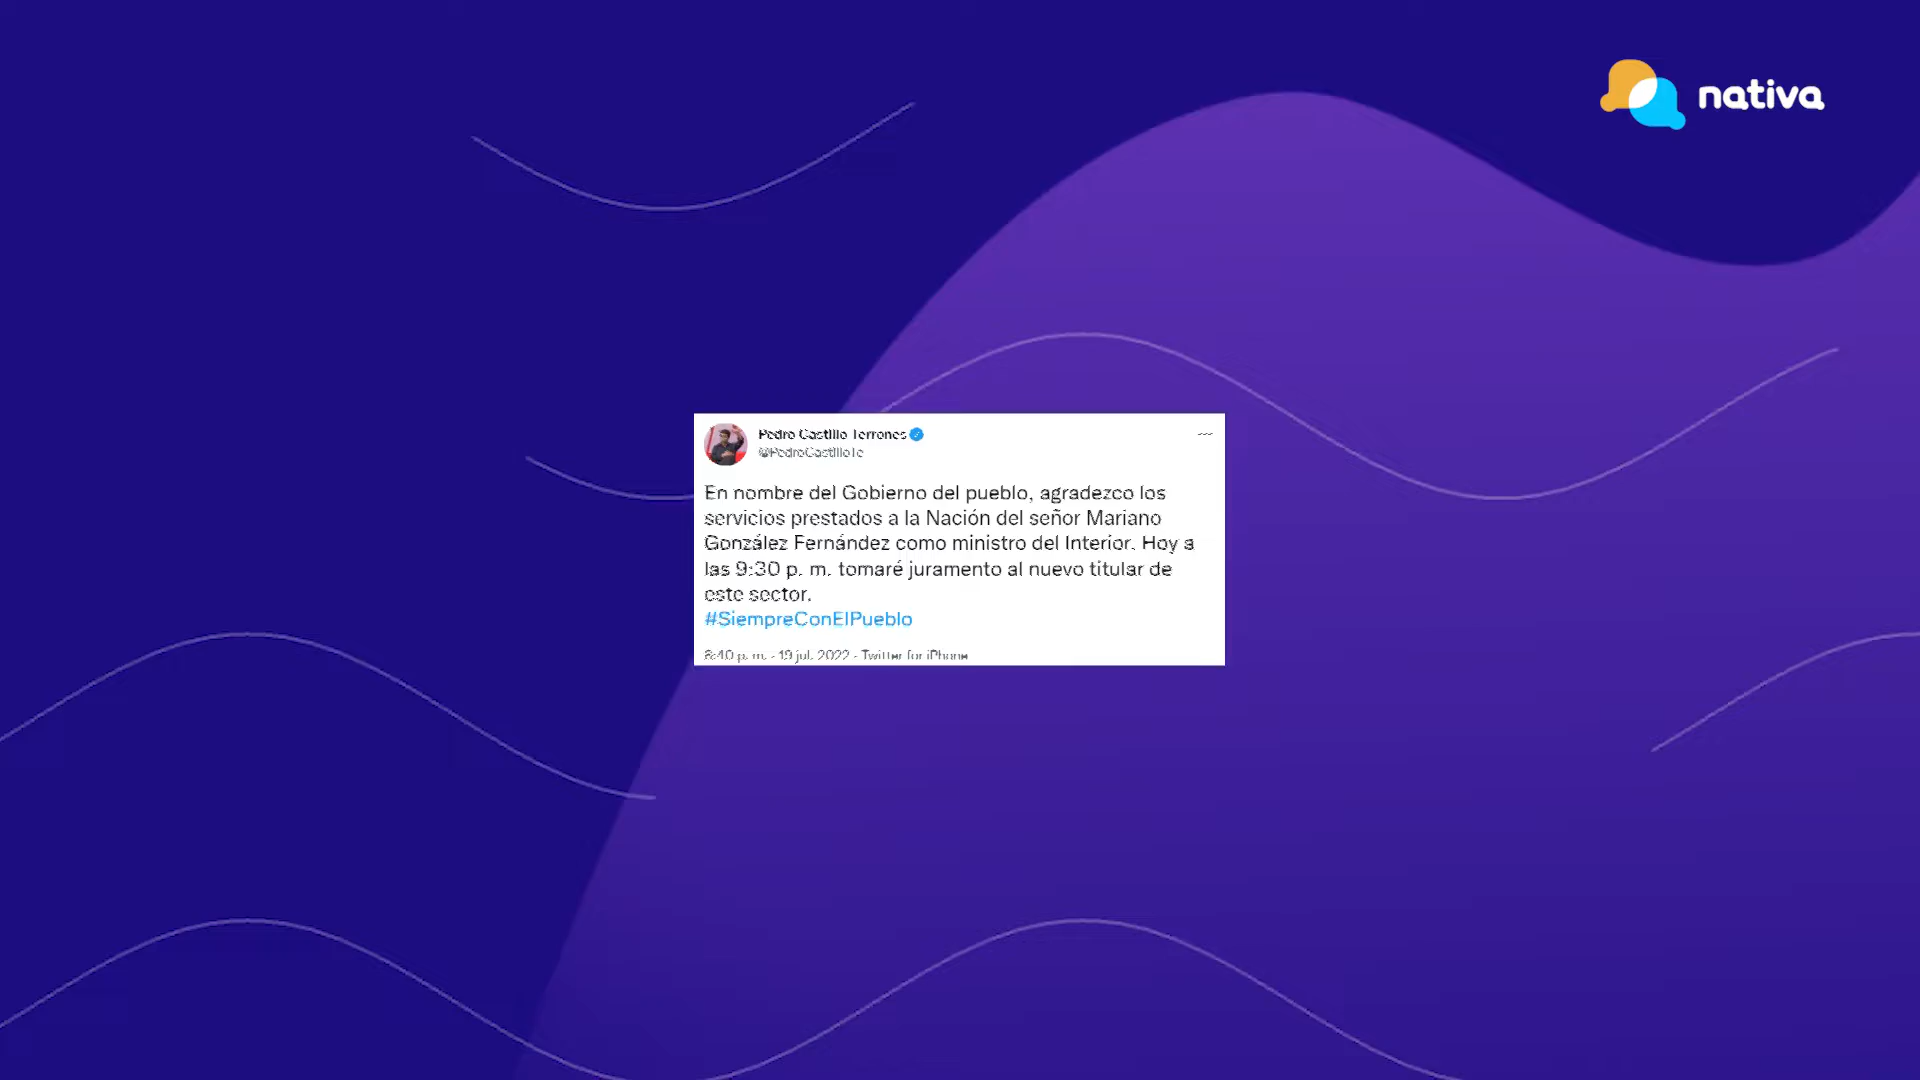 nativa
Pedro Castillo Terrones
@PedroCastilloTe
En nombre del Gobierno del pueblo, agradezco los
servicios prestados a la Nación del señor Mariano
González Fernández como ministro del Interior. Hoy a
las 9:30 p. m. tomaré juramento al nuevo titular de
este sector.
#SiempreConElPueblo
8:40 p. m. · 19 jul. 2022 · Twitter for iPhone